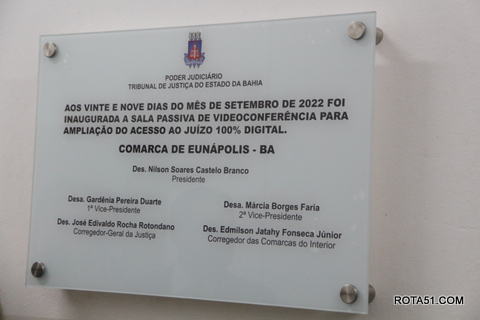 PODER JUDICIÁRIO
TRIBUNAL DE JUSTIÇA DO ESTADO DA BAHIA
AOS VINTE E NOVE DIAS DO MÊS DE SETEMBRO DE 2022 FOI
INAUGURADA A SALA PASSIVA DE VIDEOCONFERÊNCIA PARA
AMPLIAÇÃO DO ACESSO AO JUÍZO 100% DIGITAL.
COMARCA DE EUNÁPOLIS - BA
Des. Nilson Soares Castelo Branco
Presidente
Desa. Gardênia Pereira Duarte
1ª Vice-Presidente
Desa. Márcia Borges Faria
2ª Vice-Presidente
Des. José Edivaldo Rocha Rotondano
Corregedor-Geral da Justiça
Des. Edmilson Jatahy Fonseca Júnior
Corregedor das Comarcas do Interior
ROTA51.COM